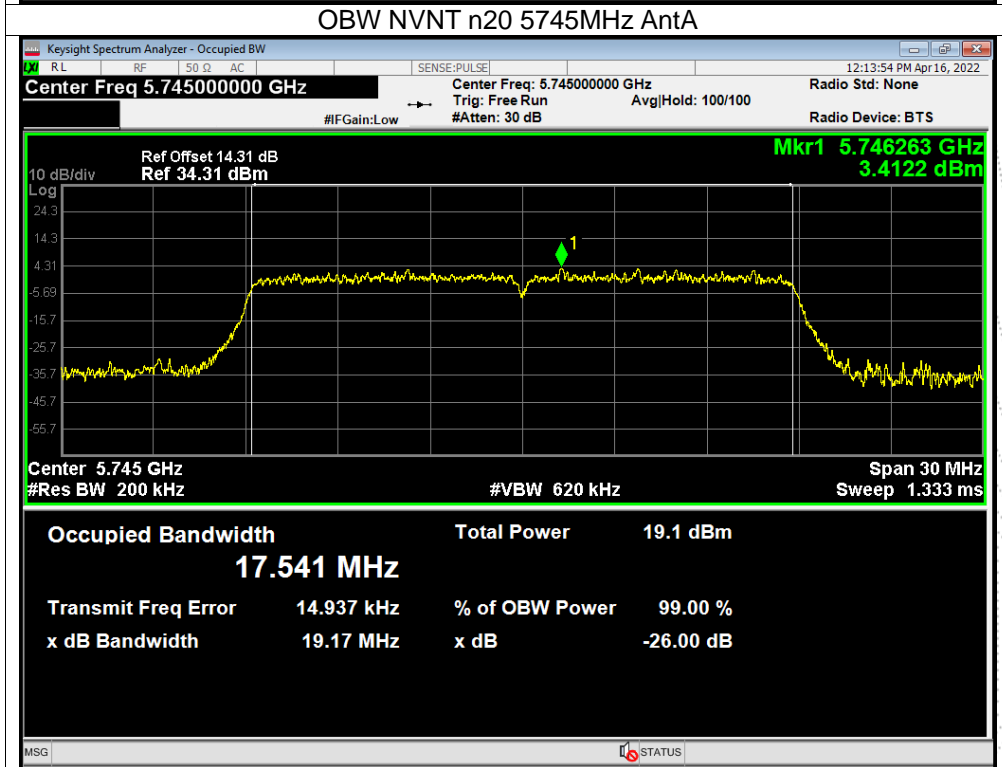 OBW NVNT n20 5745MHz AntA
Keysight Spectrum Analyzer - Occupied BW
LXI RL RF 50 Ω AC SENSE:PULSE 12:13:54 PM Apr 16, 2022
Center Freq 5.745000000 GHz Center Freq: 5.745000000 GHz Radio Std: None
Trig: Free Run Avg|Hold: 100/100
#IFGain:Low #Atten: 30 dB Radio Device: BTS
Mkr1 5.746263 GHz
3.4122 dBm
Ref Offset 14.31 dB
10 dB/div Ref 34.31 dBm
Log
24.3
14.3
1
4.31
-5.69
-15.7
-25.7
-35.7
-45.7
-55.7
Center 5.745 GHz Span 30 MHz
#Res BW 200 kHz #VBW 620 kHz Sweep 1.333 ms
Occupied Bandwidth Total Power 19.1 dBm
17.541 MHz
Transmit Freq Error 14.937 kHz % of OBW Power 99.00 %
x dB Bandwidth 19.17 MHz x dB -26.00 dB
MSG STATUS